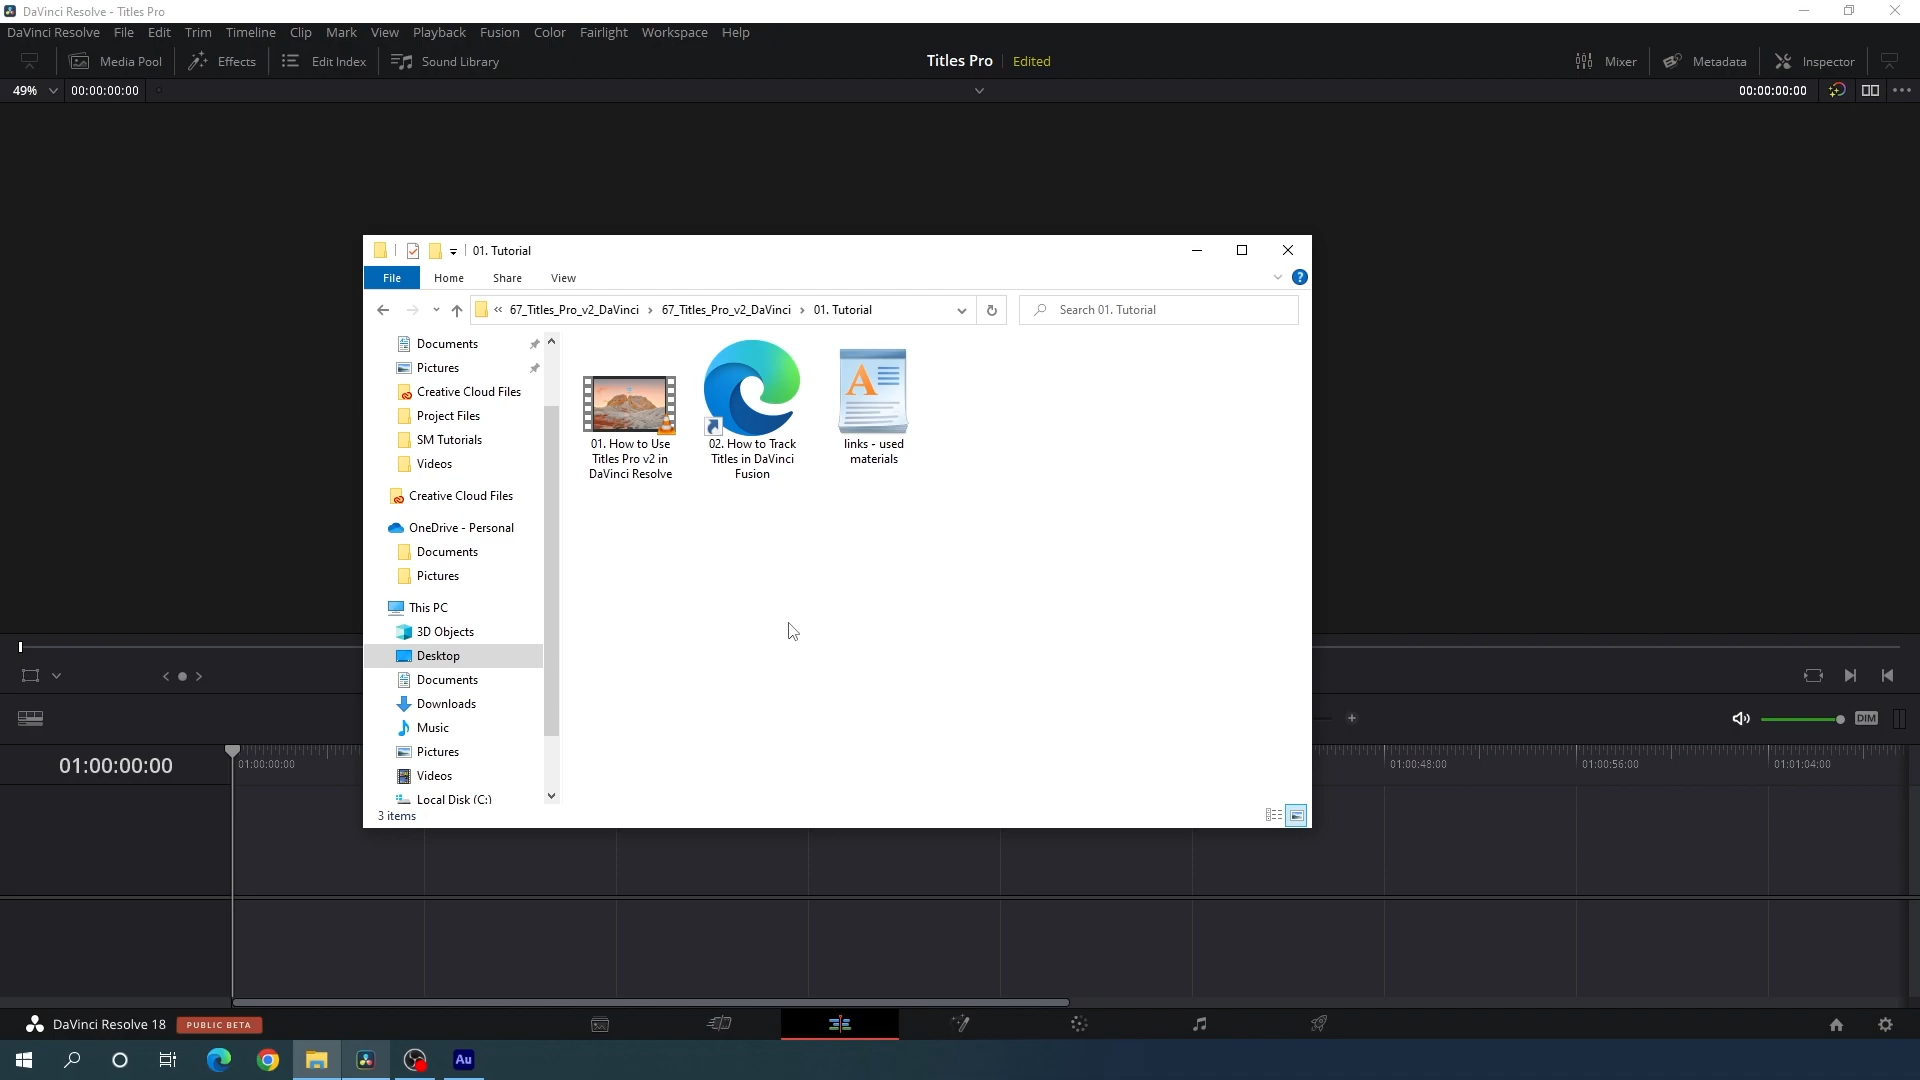 DaVinci Resolve - Titles Pro
DaVinci Resolve File Edit Trim Timeline Clip Mark View Playback Fusion Color Fairlight Workspace Help
Media Pool Effects Edit Index Sound Library Titles Pro Edited Mixer Metadata Inspector
49% 00:00:00:00 00:00:00:00
01. Tutorial
File Home Share View
« 67_Titles_Pro_v2_DaVinci > 67_Titles_Pro_v2_DaVinci > 01. Tutorial Search 01. Tutorial
Documents
Pictures
Creative Cloud Files
Project Files
SM Tutorials
Videos
Creative Cloud Files
OneDrive - Personal
Documents
Pictures
This PC
3D Objects
Desktop
Documents
Downloads
Music
Pictures
Videos
Local Disk (C:)
01. How to Use
Titles Pro v2 in
DaVinci Resolve
02. How to Track
Titles in DaVinci
Fusion
links - used
materials
3 items
DIM
01:00:00:00
01:00:00:00 01:00:48:00 01:00:56:00 01:01:04:00
DaVinci Resolve 18 PUBLIC BETA
Au